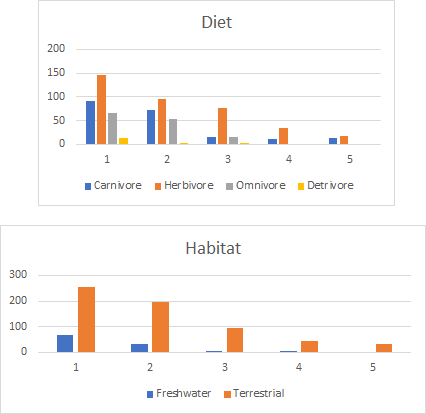 Diet
200
150
100
50
0
1 2 3 4 5
Carnivore Herbivore Omnivore Detrivore
Habitat
300
200
100
0
1 2 3 4 5
Freshwater Terrestrial